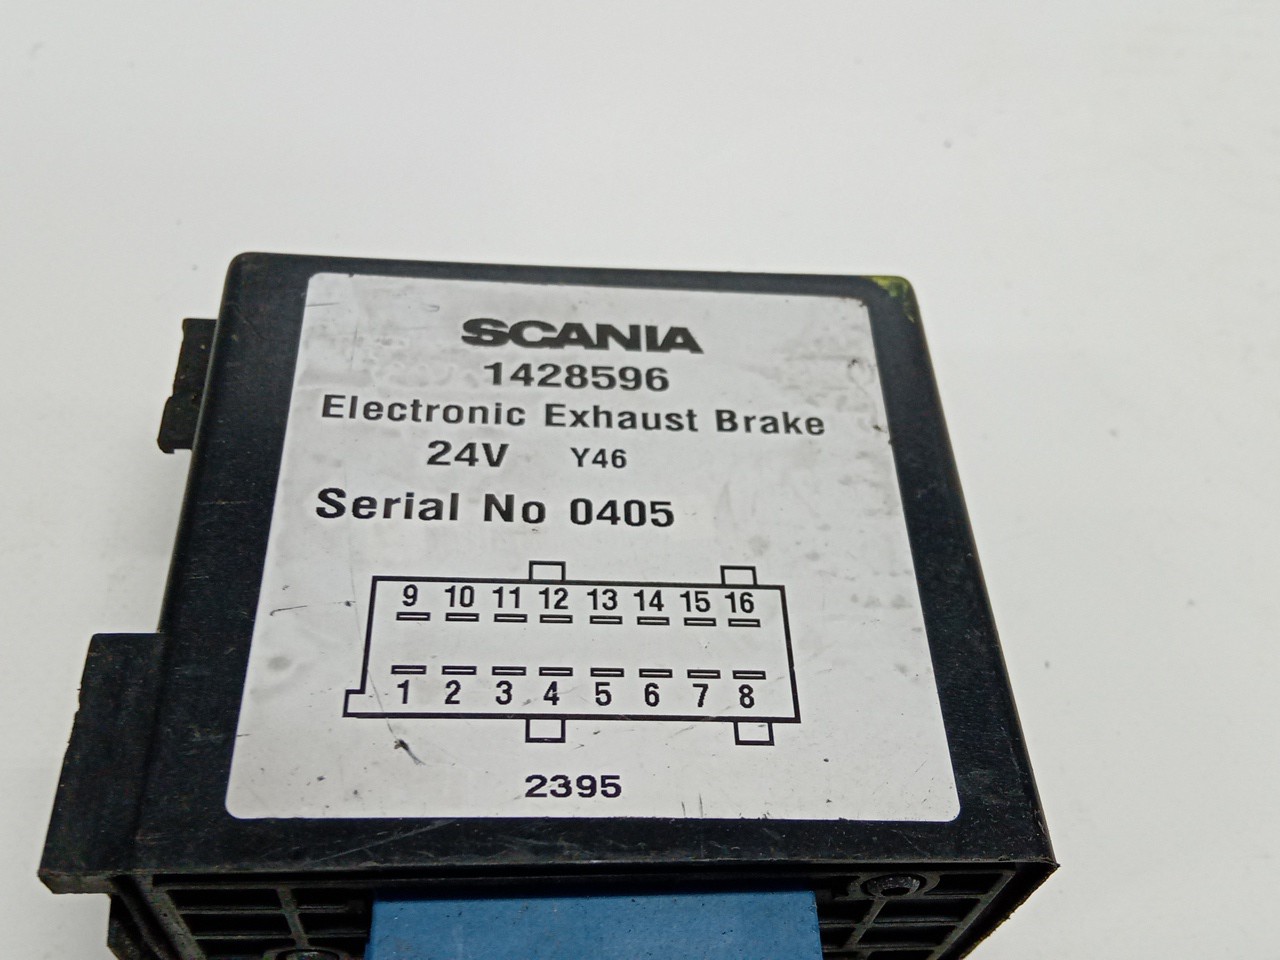 SCANIA
1428596
Electronic Exhaust Brake
24V Y46
Serial No 0405
9 10 11 12 13 14 15 16
1 2 3 4 5 6 7 8
2395